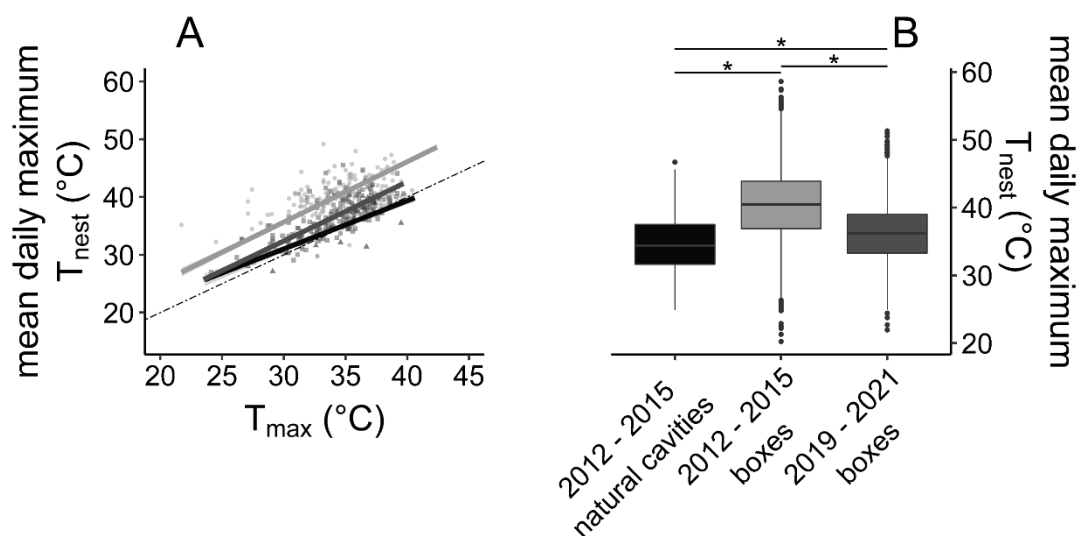 A
mean daily maximum
Tnest (°C)
60
50
40
30
20
20 25 30 35 40 45
Tmax (°C)
B
*
* *
60
50
40
30
20
mean daily maximum
Tnest (°C)
2012 - 2015
natural cavities
2012 - 2015
boxes
2019 - 2021
boxes